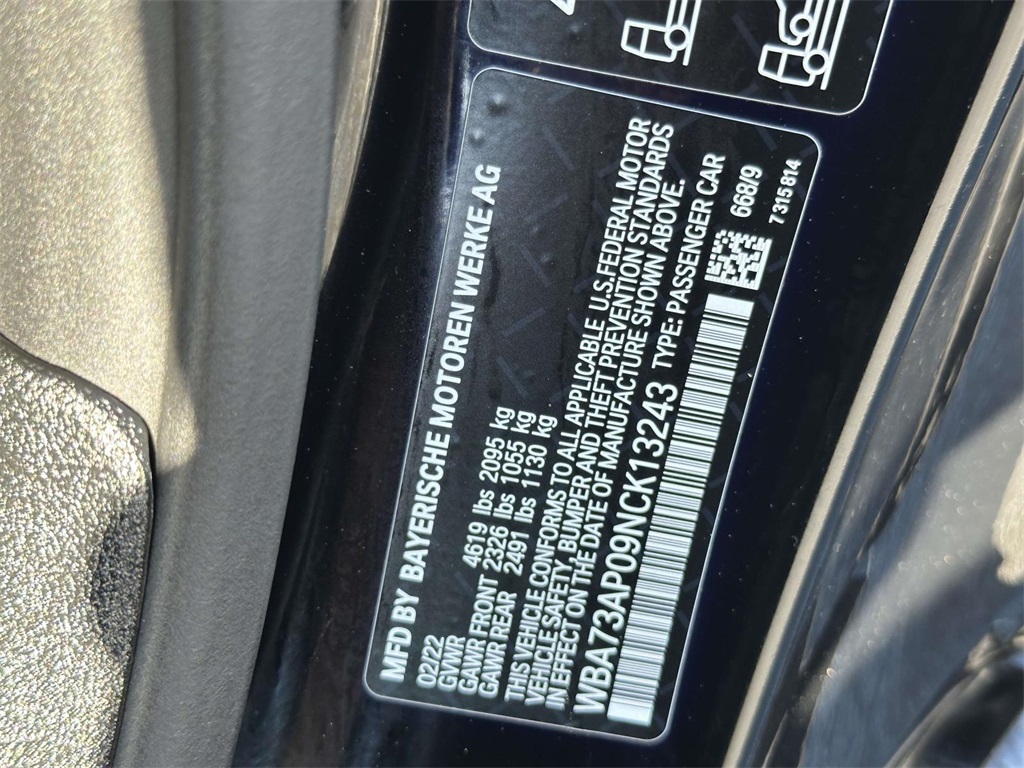 MFD BY BAYERISCHE MOTOREN WERKE AG
02/22
GVWR 4619 lbs 2095 kg
GAWR FRONT 2326 lbs 1055 kg
GAWR REAR 2491 lbs 1130 kg
THIS VEHICLE CONFORMS TO ALL APPLICABLE U.S.FEDERAL MOTOR
VEHICLE SAFETY, BUMPER AND THEFT PREVENTION STANDARDS
IN EFFECT ON THE DATE OF MANUFACTURE SHOWN ABOVE.
WBA73AP09NCK13243 TYPE: PASSENGER CAR
668/9
7 315 814